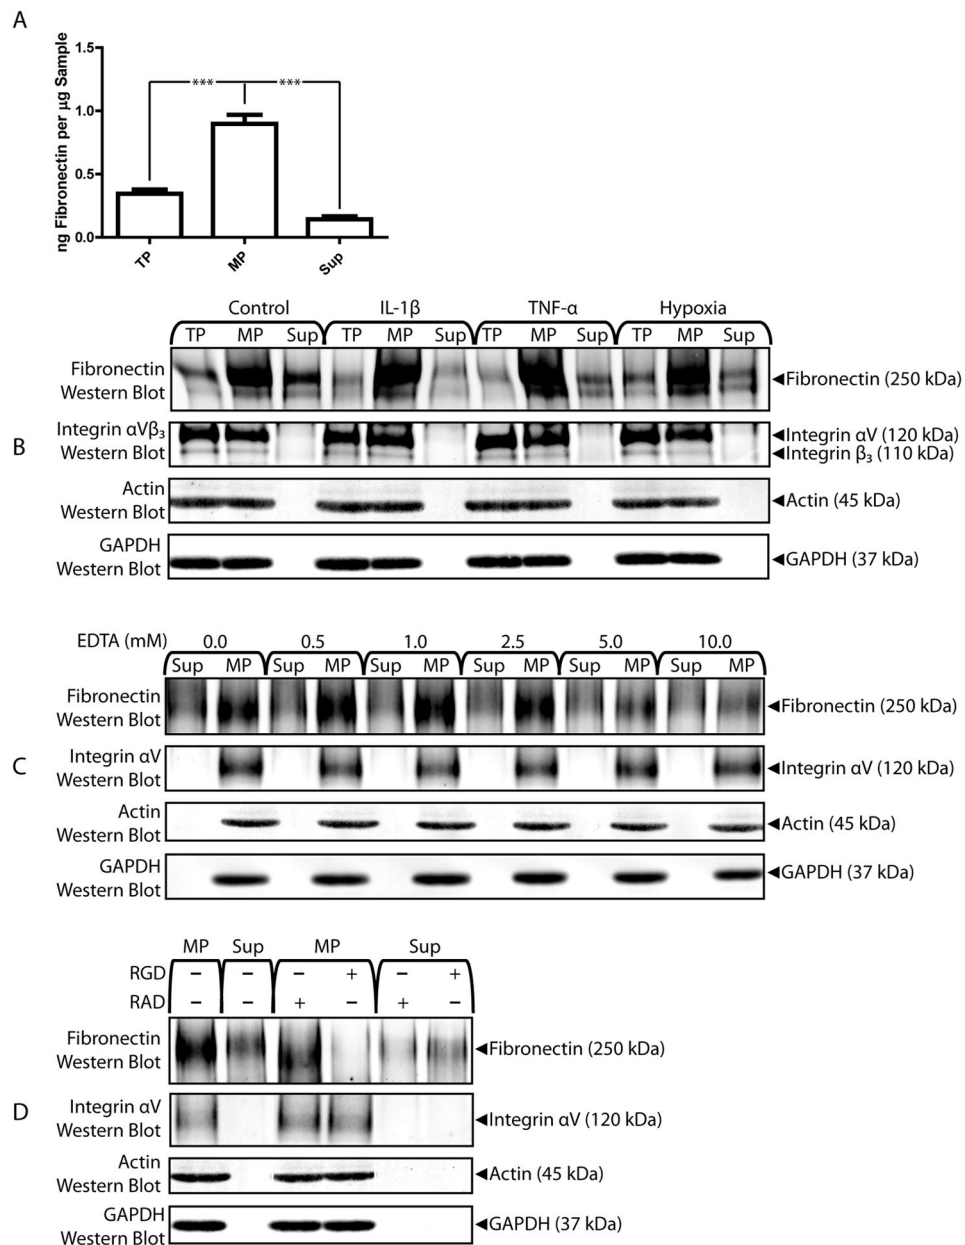 A
ng Fibronectin per μg Sample
1.5
1.0
0.5
0.0
*** ***
TP MP Sup
B
Control IL-1β TNF-α Hypoxia
TP MP Sup TP MP Sup TP MP Sup TP MP Sup
Fibronectin
Western Blot
Fibronectin (250 kDa)
Integrin αVβ₃
Western Blot
Integrin αV (120 kDa)
Integrin β₃ (110 kDa)
Actin
Western Blot
Actin (45 kDa)
GAPDH
Western Blot
GAPDH (37 kDa)
C
EDTA (mM) 0.0 0.5 1.0 2.5 5.0 10.0
Sup MP Sup MP Sup MP Sup MP Sup MP Sup MP
Fibronectin
Western Blot
Fibronectin (250 kDa)
Integrin αV
Western Blot
Integrin αV (120 kDa)
Actin
Western Blot
Actin (45 kDa)
GAPDH
Western Blot
GAPDH (37 kDa)
D
MP Sup MP Sup
RGD – – – + – +
RAD – – + – + –
Fibronectin
Western Blot
Fibronectin (250 kDa)
Integrin αV
Western Blot
Integrin αV (120 kDa)
Actin
Western Blot
Actin (45 kDa)
GAPDH
Western Blot
GAPDH (37 kDa)